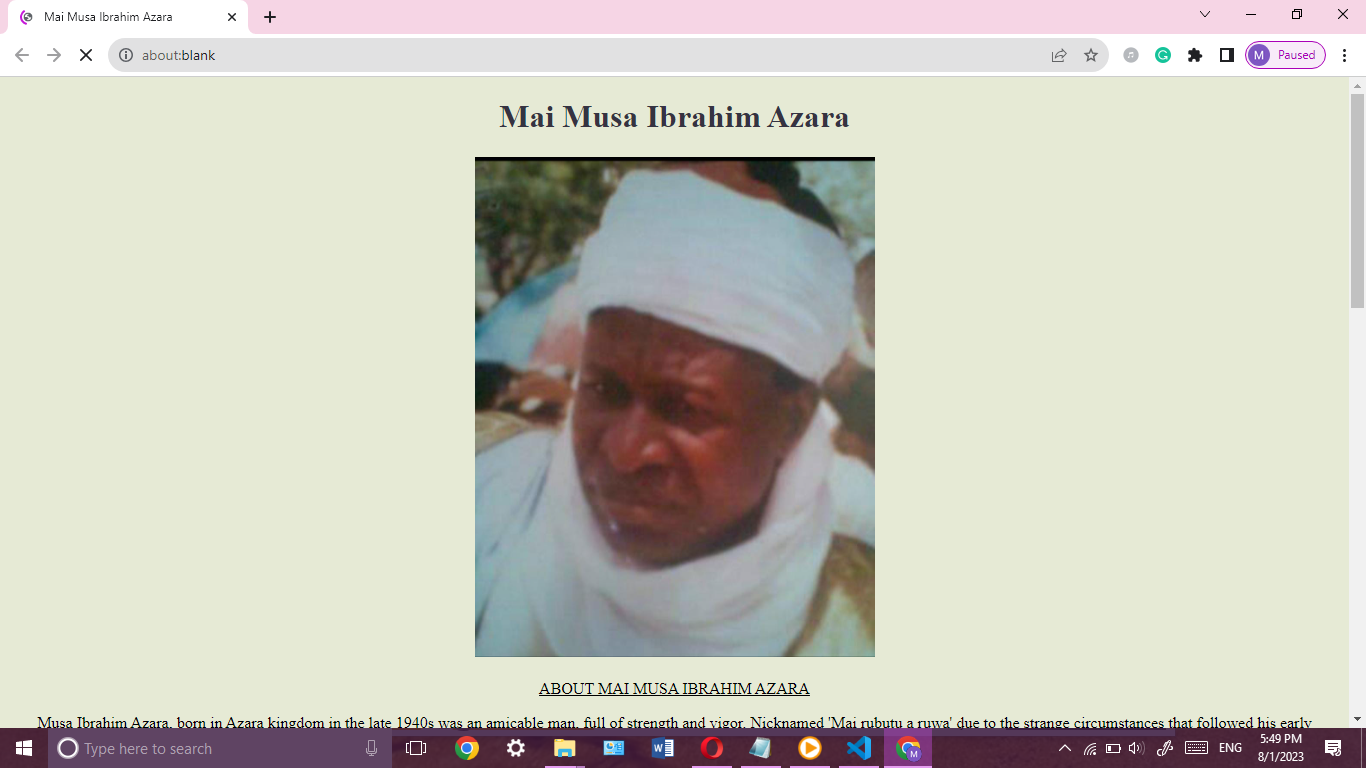 Mai Musa Ibrahim Azara
about:blank
M Paused
Mai Musa Ibrahim Azara
ABOUT MAI MUSA IBRAHIM AZARA
Musa Ibrahim Azara, born in Azara kingdom in the late 1940s was an amicable man, full of strength and vigor. Nicknamed 'Mai rubutu a ruwa' due to the strange circumstances that followed his early
Type here to search
ENG
5:49 PM
8/1/2023